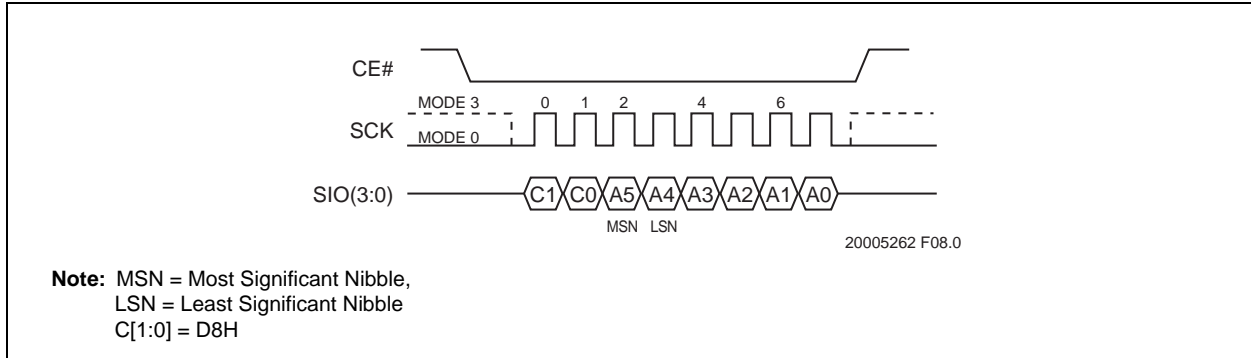 CE#
MODE 3 0 1 2 4 6
SCK
MODE 0
SIO(3:0) C1 C0 A5 A4 A3 A2 A1 A0
MSN LSN
20005262 F08.0
Note: MSN = Most Significant Nibble,
LSN = Least Significant Nibble
C[1:0] = D8H